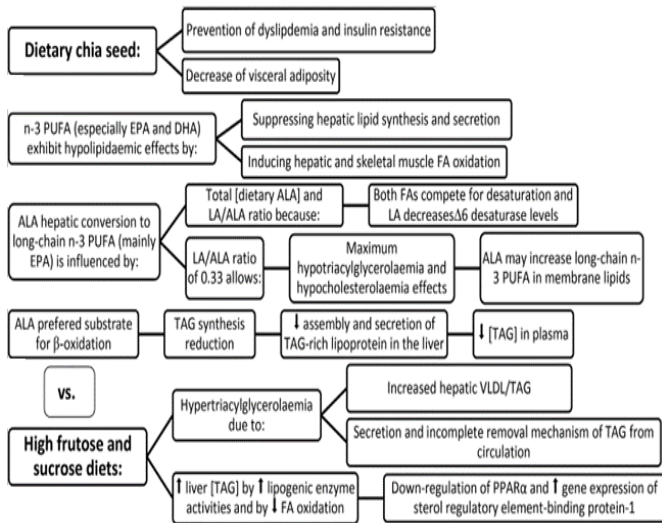 Prevention of dyslipdemia and insulin resistance
Dietary chia seed:
Decrease of visceral adiposity
n-3 PUFA (especially EPA and DHA)
exhibit hypolipidaemic effects by:
Suppressing hepatic lipid synthesis and secretion
Inducing hepatic and skeletal muscle FA oxidation
ALA hepatic conversion to
long-chain n-3 PUFA (mainly
EPA) is influenced by:
Total [dietary ALA] and
LA/ALA ratio because:
Both FAs compete for desaturation and
LA decreasesΔ6 desaturase levels
LA/ALA ratio
of 0.33 allows:
Maximum
hypotriacylglycerolaemia and
hypocholesterolaemia effects
ALA may increase long-chain n-
3 PUFA in membrane lipids
ALA prefered substrate
for β-oxidation
TAG synthesis
reduction
⬇ assembly and secretion of
TAG-rich lipoprotein in the liver
⬇ [TAG] in plasma
vs.
High frutose and
sucrose diets:
Hypertriacylglycerolaemia
due to:
Increased hepatic VLDL/TAG
Secretion and incomplete removal mechanism of TAG from
circulation
⬆ liver [TAG] by ⬆ lipogenic enzyme
activities and by ⬇ FA oxidation
Down-regulation of PPARα and ⬆ gene expression of
sterol regulatory element-binding protein-1